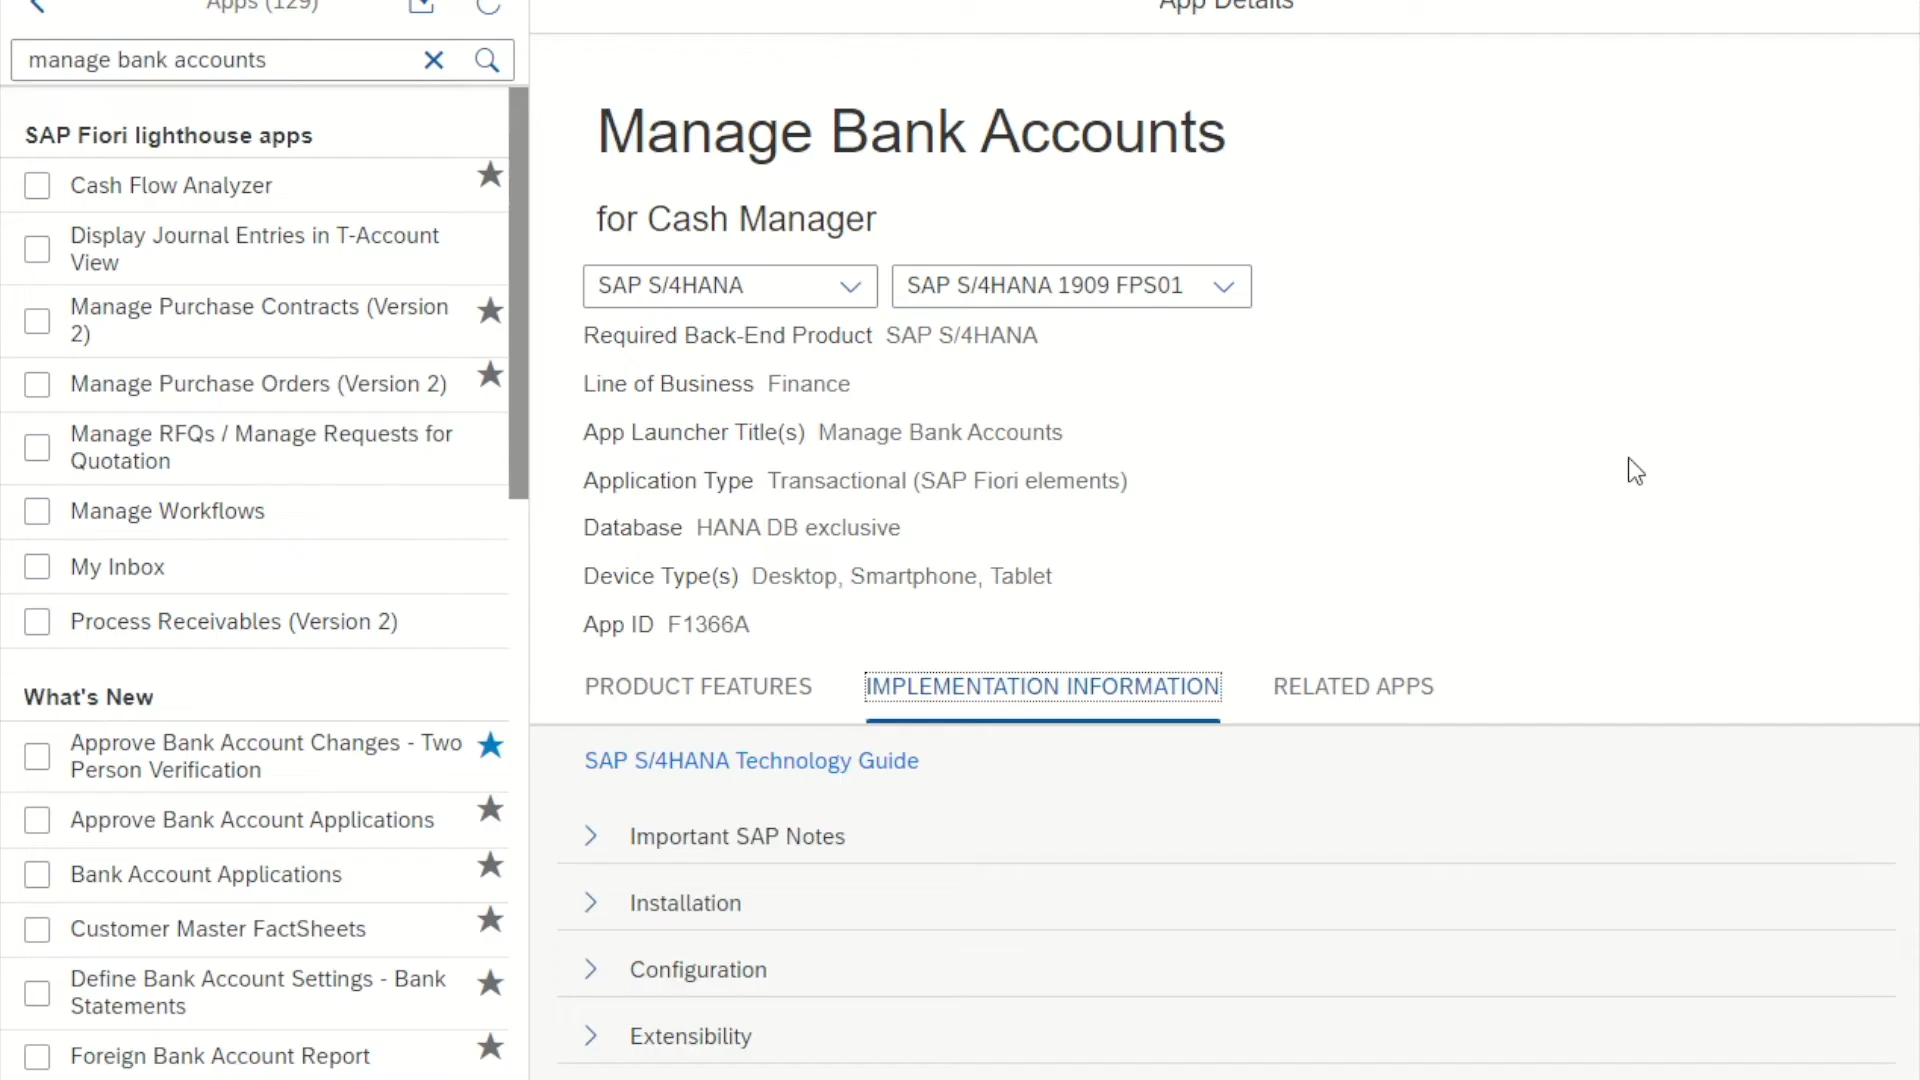 Apps (129)
manage bank accounts
SAP Fiori lighthouse apps
Cash Flow Analyzer
Display Journal Entries in T-Account
View
Manage Purchase Contracts (Version
2)
Manage Purchase Orders (Version 2)
Manage RFQs / Manage Requests for
Quotation
Manage Workflows
My Inbox
Process Receivables (Version 2)
What's New
Approve Bank Account Changes - Two
Person Verification
Approve Bank Account Applications
Bank Account Applications
Customer Master FactSheets
Define Bank Account Settings - Bank
Statements
Foreign Bank Account Report
App Details
Manage Bank Accounts
for Cash Manager
SAP S/4HANA
SAP S/4HANA 1909 FPS01
Required Back-End Product SAP S/4HANA
Line of Business Finance
App Launcher Title(s) Manage Bank Accounts
Application Type Transactional (SAP Fiori elements)
Database HANA DB exclusive
Device Type(s) Desktop, Smartphone, Tablet
App ID F1366A
PRODUCT FEATURES
IMPLEMENTATION INFORMATION
RELATED APPS
SAP S/4HANA Technology Guide
Important SAP Notes
Installation
Configuration
Extensibility